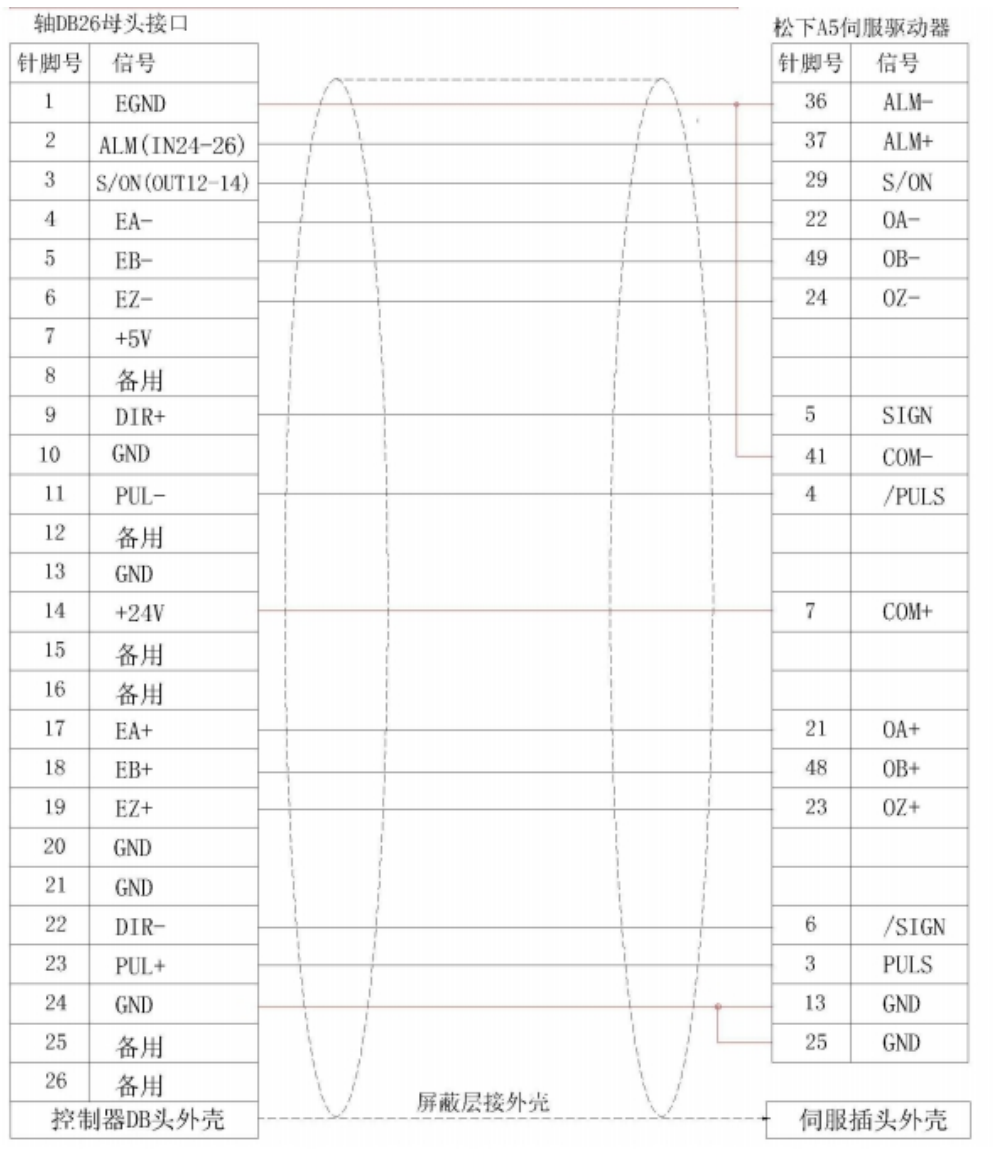 轴DB26母头接口 松下A5伺服驱动器
针脚号 信号 针脚号 信号
1 EGND 36 ALM-
2 ALM(IN24-26) 37 ALM+
3 S/ON(OUT12-14) 29 S/ON
4 EA- 22 OA-
5 EB- 49 OB-
6 EZ- 24 OZ-
7 +5V
8 备用
9 DIR+ 5 SIGN
10 GND 41 COM-
11 PUL- 4 /PULS
12 备用
13 GND
14 +24V 7 COM+
15 备用
16 备用
17 EA+ 21 OA+
18 EB+ 48 OB+
19 EZ+ 23 OZ+
20 GND
21 GND
22 DIR- 6 /SIGN
23 PUL+ 3 PULS
24 GND 13 GND
25 备用 25 GND
26 备用
控制器DB头外壳 屏蔽层接外壳 伺服插头外壳